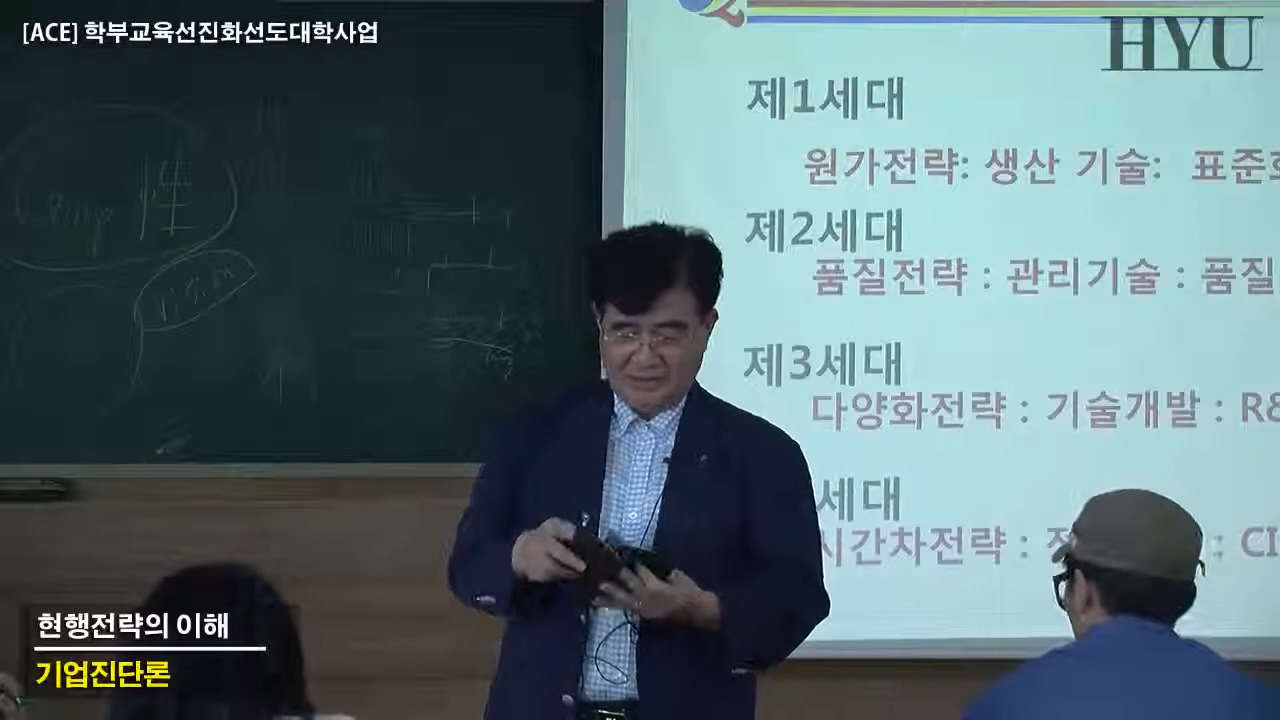 [ACE] 학부교육선진화선도대학사업
HYU
제1세대
원가전략: 생산 기술: 표준화
제2세대
품질전략 : 관리기술 : 품질
제3세대
다양화전략 : 기술개발 : R&
세대
시간차전략 : : CI
性
현행전략의 이해
기업진단론